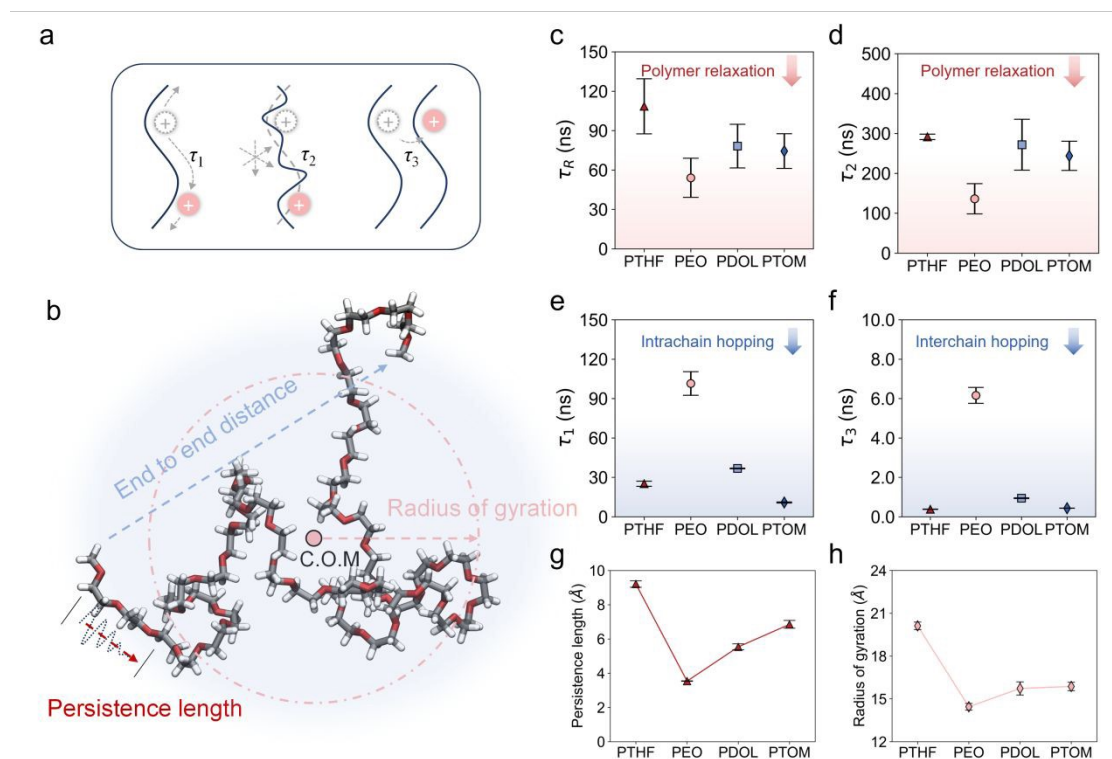 a
τ1
τ2
τ3
b
End to end distance
Radius of gyration
C.O.M
Persistence length
c
Polymer relaxation
τR (ns)
150
120
90
60
30
0
PTHF PEO PDOL PTOM
d
Polymer relaxation
τ2 (ns)
500
400
300
200
100
0
PTHF PEO PDOL PTOM
e
Intrachain hopping
τ1 (ns)
150
120
90
60
30
0
PTHF PEO PDOL PTOM
f
Interchain hopping
τ3 (ns)
10.0
8.0
6.0
4.0
2.0
0.0
PTHF PEO PDOL PTOM
g
Persistence length (Å)
10
8
6
4
2
0
PTHF PEO PDOL PTOM
h
Radius of gyration (Å)
24
21
18
15
12
PTHF PEO PDOL PTOM